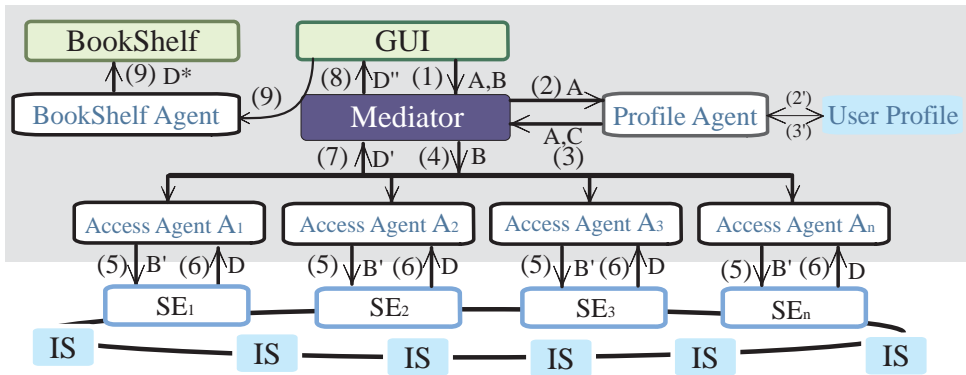 BookShelf
GUI
(9) D*
(9)
(8) D"
(1) A,B
(2) A
BookShelf Agent
Mediator
Profile Agent
(2')
(3')
User Profile
A,C
(3)
(7) D'
(4) B
Access Agent A1
Access Agent A2
Access Agent A3
Access Agent An
(5) B' (6) D
(5) B' (6) D
(5) B' (6) D
(5) B' (6) D
SE1
SE2
SE3
SEn
IS
IS
IS
IS
IS
IS